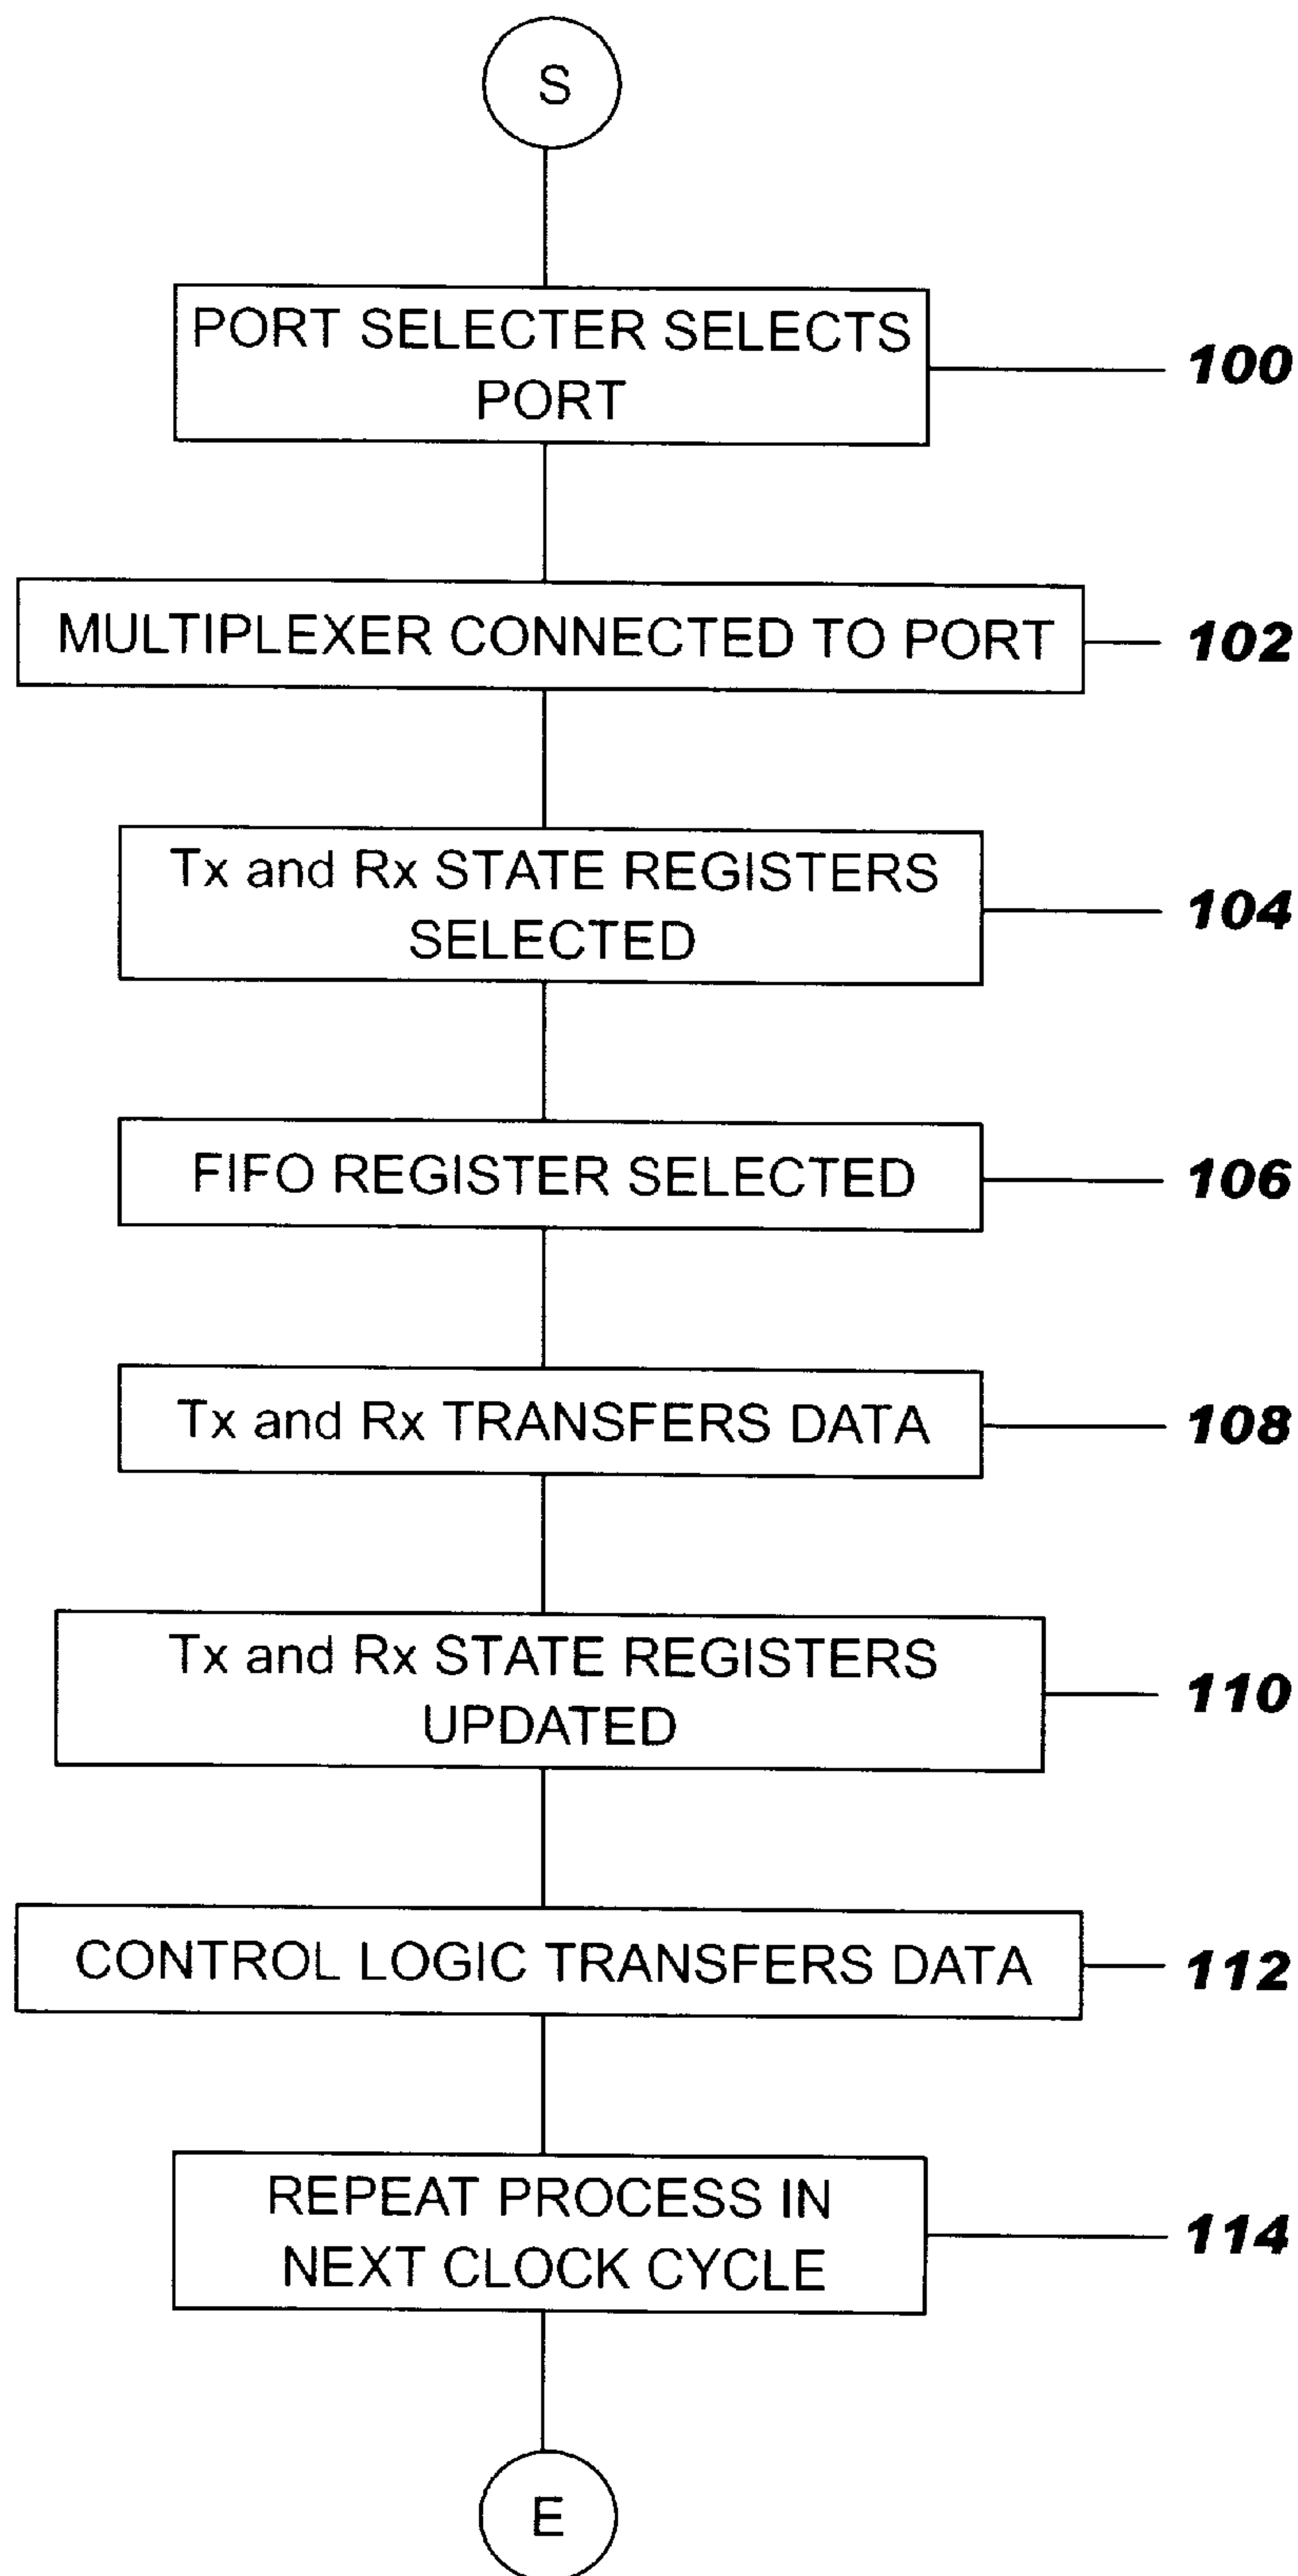 S
PORT SELECTER SELECTS
PORT
100
MULTIPLEXER CONNECTED TO PORT
102
Tx and Rx STATE REGISTERS
SELECTED
104
FIFO REGISTER SELECTED
106
Tx and Rx TRANSFERS DATA
108
Tx and Rx STATE REGISTERS
UPDATED
110
CONTROL LOGIC TRANSFERS DATA
112
REPEAT PROCESS IN
NEXT CLOCK CYCLE
114
E